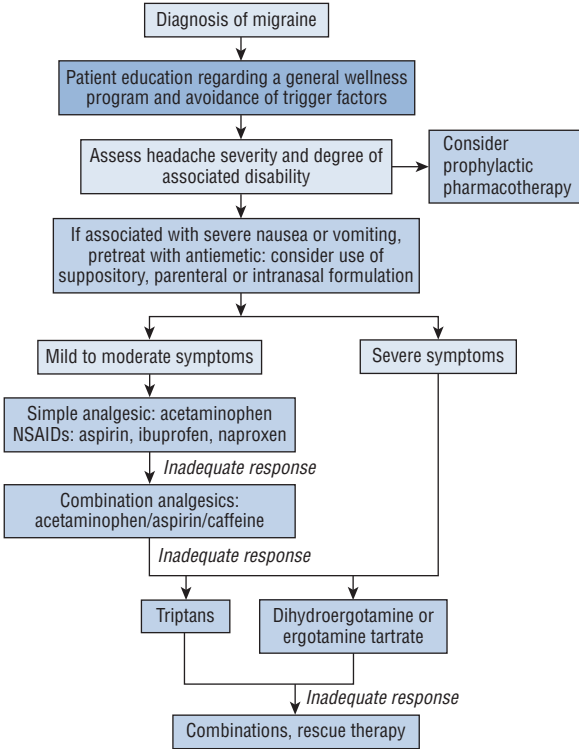 Diagnosis of migraine
Patient education regarding a general wellness
program and avoidance of trigger factors
Assess headache severity and degree of
associated disability
Consider
prophylactic
pharmacotherapy
If associated with severe nausea or vomiting,
pretreat with antiemetic: consider use of
suppository, parenteral or intranasal formulation
Mild to moderate symptoms
Severe symptoms
Simple analgesic: acetaminophen
NSAIDs: aspirin, ibuprofen, naproxen
Inadequate response
Combination analgesics:
acetaminophen/aspirin/caffeine
Inadequate response
Triptans
Dihydroergotamine or
ergotamine tartrate
Inadequate response
Combinations, rescue therapy